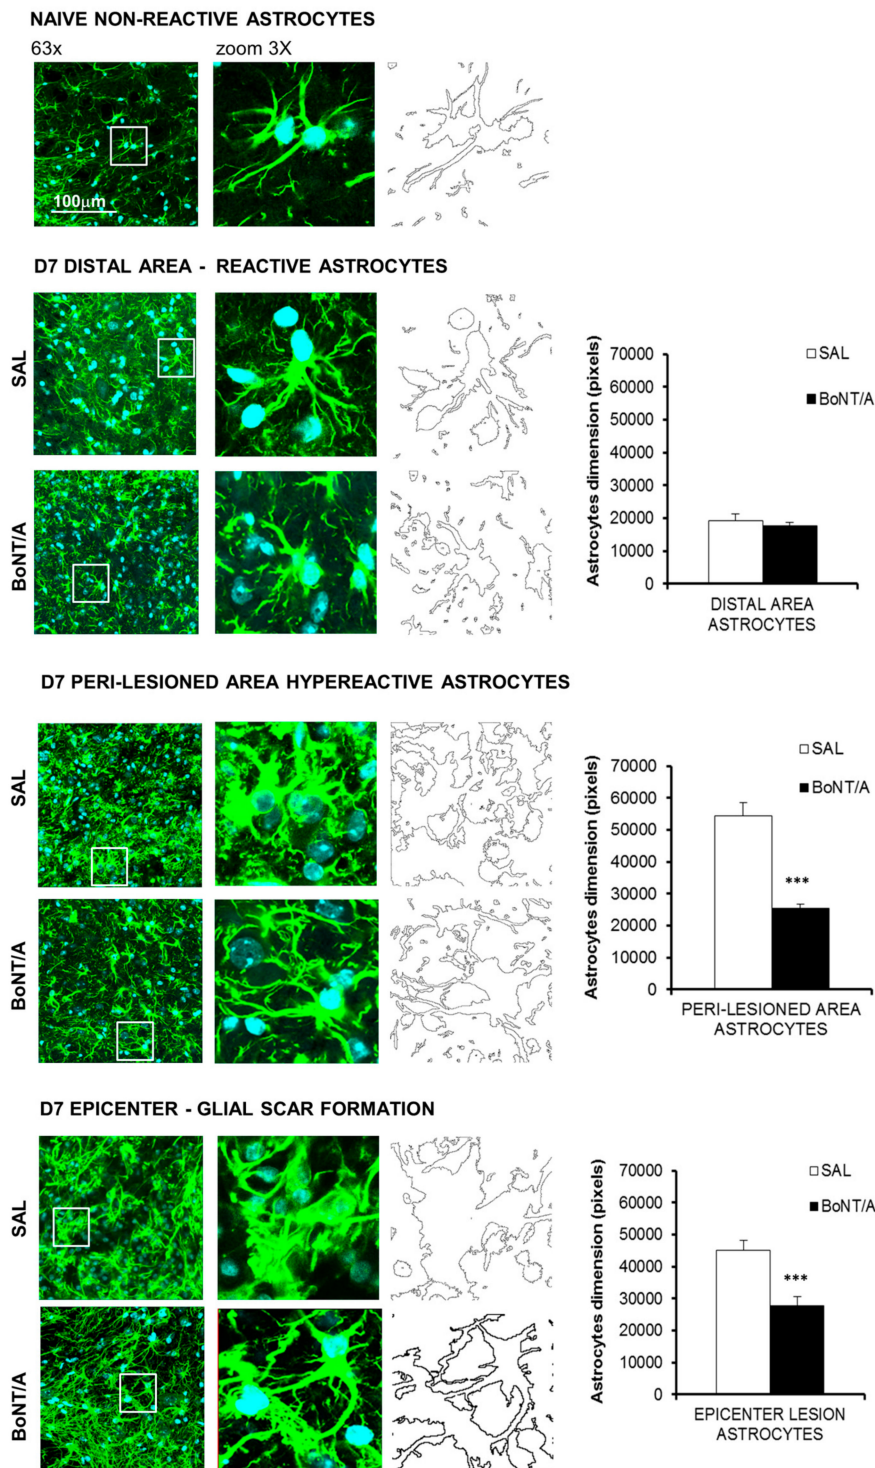 NAIVE NON-REACTIVE ASTROCYTES
63x
zoom 3X
100µm
D7 DISTAL AREA - REACTIVE ASTROCYTES
SAL
BoNT/A
Astrocytes dimension (pixels)
70000
60000
50000
40000
30000
20000
10000
0
SAL
BoNT/A
DISTAL AREA
ASTROCYTES
D7 PERI-LESIONED AREA HYPEREACTIVE ASTROCYTES
SAL
BoNT/A
Astrocytes dimension (pixels)
70000
60000
50000
40000
30000
20000
10000
0
SAL
BoNT/A
***
PERI-LESIONED AREA
ASTROCYTES
D7 EPICENTER - GLIAL SCAR FORMATION
SAL
BoNT/A
Astrocytes dimension (pixels)
70000
60000
50000
40000
30000
20000
10000
0
SAL
BoNT/A
***
EPICENTER LESION
ASTROCYTES